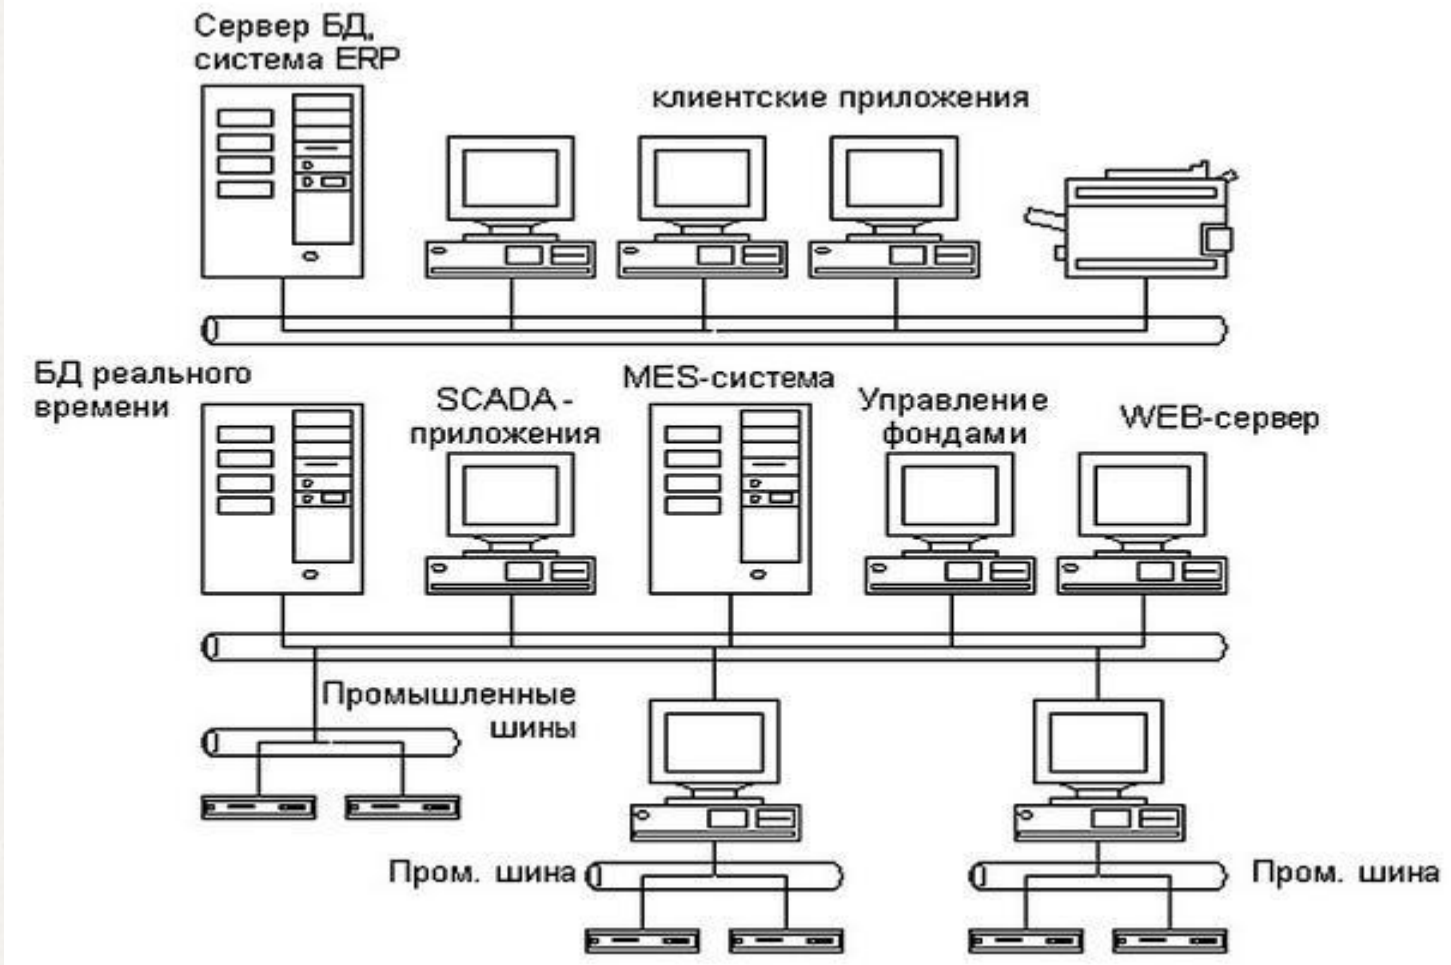 Сервер БД,
система ERP
клиентские приложения
БД реального
времени
SCADA -
приложения
MES-система
Управление
фондами
WEB-сервер
Промышленные
шины
Пром. шина
Пром. шина